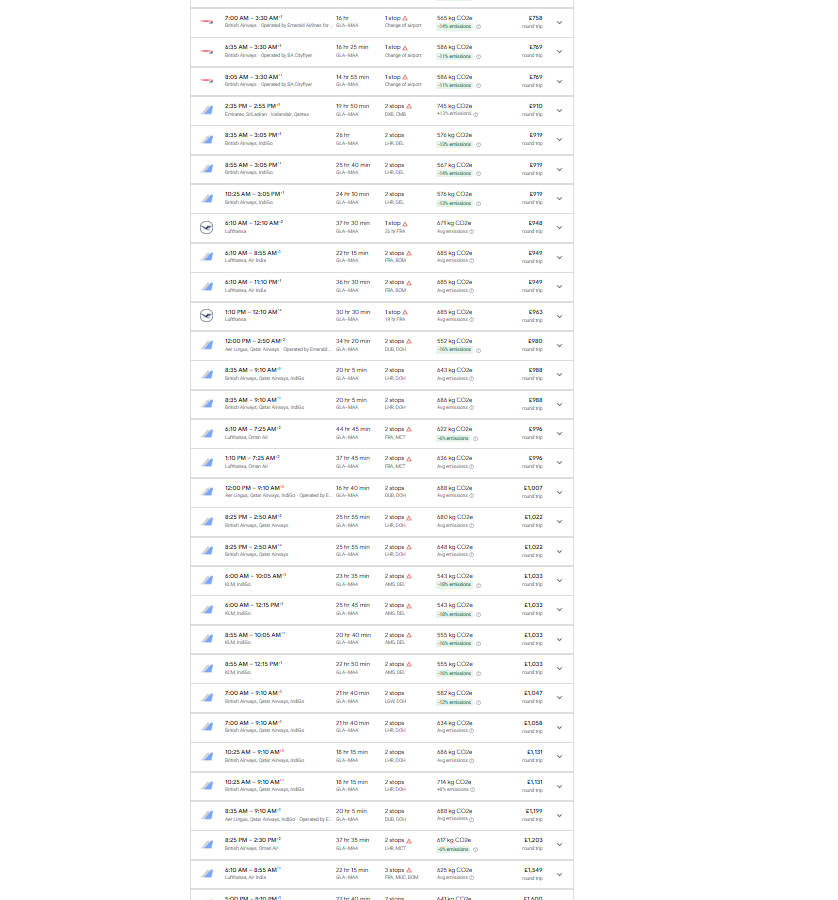 7:00 AM – 3:30 AM+1 16 hr 1 stop 565 kg CO2e £758
British Airways · Operated by Emerald Airlines for ... GLA–MAA Change of airport -14% emissions round trip
6:35 AM – 3:30 AM+1 16 hr 25 min 1 stop 586 kg CO2e £769
British Airways · Operated by BA Cityflyer GLA–MAA Change of airport -11% emissions round trip
8:05 AM – 3:30 AM+1 14 hr 55 min 1 stop 586 kg CO2e £769
British Airways · Operated by BA Cityflyer GLA–MAA Change of airport -11% emissions round trip
2:35 PM – 2:55 PM+1 19 hr 50 min 2 stops 745 kg CO2e £910
Emirates, SriLankan · Icelandair, Qantas GLA–MAA DXB, CMB +12% emissions round trip
8:35 AM – 3:05 PM+1 26 hr 2 stops 576 kg CO2e £919
British Airways, IndiGo GLA–MAA LHR, DEL -13% emissions round trip
8:55 AM – 3:05 PM+1 25 hr 40 min 2 stops 567 kg CO2e £919
British Airways, IndiGo GLA–MAA LHR, DEL -14% emissions round trip
10:25 AM – 3:05 PM+1 24 hr 10 min 2 stops 576 kg CO2e £919
British Airways, IndiGo GLA–MAA LHR, DEL -13% emissions round trip
6:10 AM – 12:10 AM+2 37 hr 30 min 1 stop 671 kg CO2e £948
Lufthansa GLA–MAA 26 hr FRA Avg emissions round trip
6:10 AM – 8:55 AM+1 22 hr 15 min 2 stops 685 kg CO2e £949
Lufthansa, Air India GLA–MAA FRA, BOM Avg emissions round trip
6:10 AM – 11:10 PM+1 36 hr 30 min 2 stops 685 kg CO2e £949
Lufthansa, Air India GLA–MAA FRA, BOM Avg emissions round trip
1:10 PM – 12:10 AM+2 30 hr 30 min 1 stop 685 kg CO2e £963
Lufthansa GLA–MAA 19 hr FRA Avg emissions round trip
12:00 PM – 2:50 AM+2 34 hr 20 min 2 stops 552 kg CO2e £980
Aer Lingus, Qatar Airways · Operated by Emerald ... GLA–MAA DUB, DOH -16% emissions round trip
8:35 AM – 9:10 AM+1 20 hr 5 min 2 stops 643 kg CO2e £988
British Airways, Qatar Airways, IndiGo GLA–MAA LHR, DOH Avg emissions round trip
8:35 AM – 9:10 AM+1 20 hr 5 min 2 stops 686 kg CO2e £988
British Airways, Qatar Airways, IndiGo GLA–MAA LHR, DOH Avg emissions round trip
6:10 AM – 7:25 AM+2 44 hr 45 min 2 stops 622 kg CO2e £996
Lufthansa, Oman Air GLA–MAA FRA, MCT -6% emissions round trip
1:10 PM – 7:25 AM+2 37 hr 45 min 2 stops 636 kg CO2e £996
Lufthansa, Oman Air GLA–MAA FRA, MCT Avg emissions round trip
12:00 PM – 9:10 AM+1 16 hr 40 min 2 stops 688 kg CO2e £1,007
Aer Lingus, Qatar Airways, IndiGo · Operated by E... GLA–MAA DUB, DOH Avg emissions round trip
8:25 PM – 2:50 AM+2 25 hr 55 min 2 stops 680 kg CO2e £1,022
British Airways, Qatar Airways GLA–MAA LHR, DOH Avg emissions round trip
8:25 PM – 2:50 AM+2 25 hr 55 min 2 stops 648 kg CO2e £1,022
British Airways, Qatar Airways GLA–MAA LHR, DOH Avg emissions round trip
6:00 AM – 10:05 AM+1 23 hr 35 min 2 stops 543 kg CO2e £1,033
KLM, IndiGo GLA–MAA AMS, DEL -18% emissions round trip
6:00 AM – 12:15 PM+1 25 hr 45 min 2 stops 543 kg CO2e £1,033
KLM, IndiGo GLA–MAA AMS, DEL -18% emissions round trip
8:55 AM – 10:05 AM+1 20 hr 40 min 2 stops 555 kg CO2e £1,033
KLM, IndiGo GLA–MAA AMS, DEL -16% emissions round trip
8:55 AM – 12:15 PM+1 22 hr 50 min 2 stops 555 kg CO2e £1,033
KLM, IndiGo GLA–MAA AMS, DEL -16% emissions round trip
7:00 AM – 9:10 AM+1 21 hr 40 min 2 stops 582 kg CO2e £1,047
British Airways, Qatar Airways, IndiGo GLA–MAA LGW, DOH -12% emissions round trip
7:00 AM – 9:10 AM+1 21 hr 40 min 2 stops 634 kg CO2e £1,058
British Airways, Qatar Airways, IndiGo GLA–MAA LHR, DOH Avg emissions round trip
10:25 AM – 9:10 AM+1 18 hr 15 min 2 stops 686 kg CO2e £1,131
British Airways, Qatar Airways, IndiGo GLA–MAA LHR, DOH Avg emissions round trip
10:25 AM – 9:10 AM+1 18 hr 15 min 2 stops 714 kg CO2e £1,131
British Airways, Qatar Airways, IndiGo GLA–MAA LHR, DOH +8% emissions round trip
8:35 AM – 9:10 AM+1 20 hr 5 min 2 stops 688 kg CO2e £1,199
Aer Lingus, Qatar Airways, IndiGo · Operated by E... GLA–MAA DUB, DOH Avg emissions round trip
8:25 PM – 2:30 PM+2 37 hr 35 min 2 stops 617 kg CO2e £1,203
British Airways, Oman Air GLA–MAA LHR, MCT -6% emissions round trip
6:10 AM – 8:55 AM+1 22 hr 15 min 3 stops 625 kg CO2e £1,549
Lufthansa, Air India GLA–MAA FRA, MUC, BOM Avg emissions round trip
22 hr 40 min 2 stops